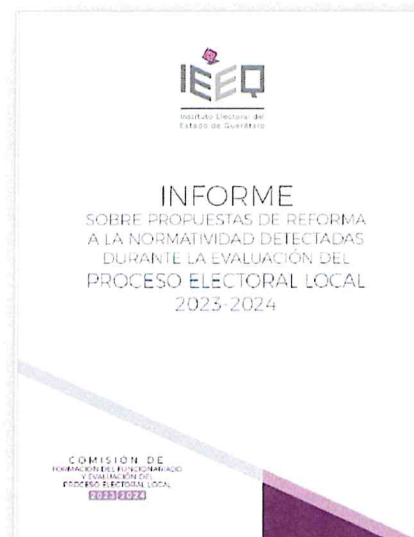 IEEQ
Instituto Electoral del
Estado de Querétaro
INFORME
SOBRE PROPUESTAS DE REFORMA
A LA NORMATIVIDAD DETECTADAS
DURANTE LA EVALUACIÓN DEL
PROCESO ELECTORAL LOCAL
2023-2024
COMISIÓN DE
FORMACIÓN DEL FUNCIONARIADO
Y EVALUACIÓN DEL
PROCESO ELECTORAL LOCAL
2023 2024